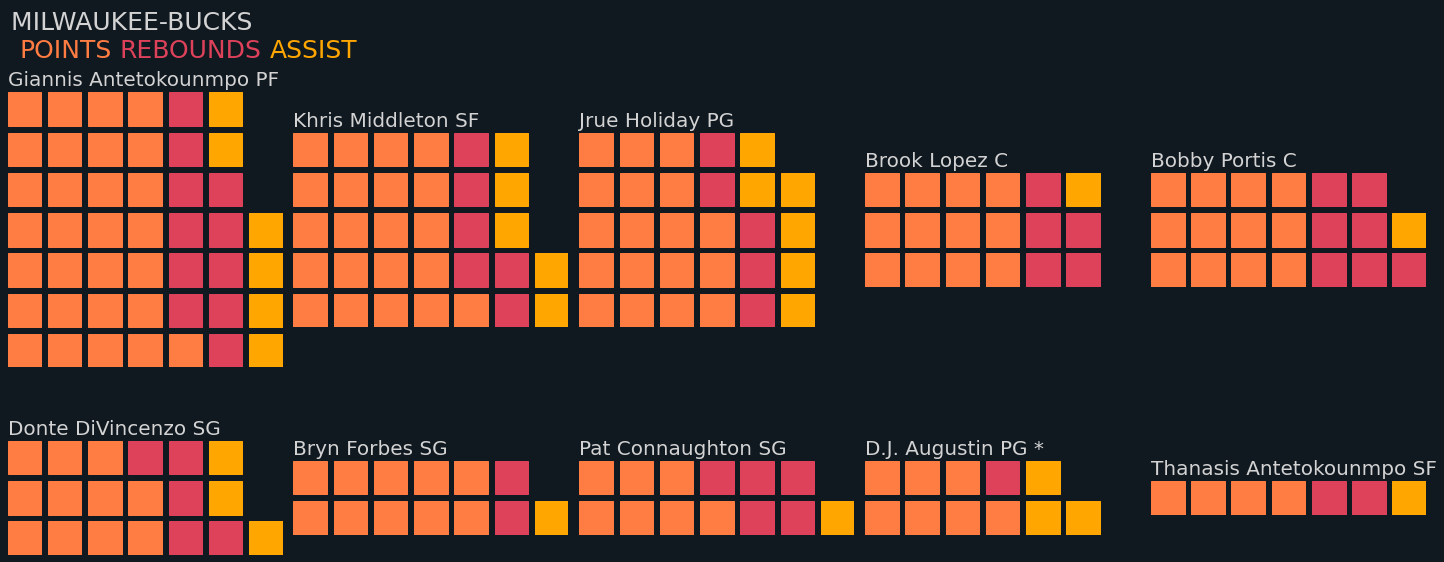 MILWAUKEE-BUCKS
POINTS REBOUNDS ASSIST
Giannis Antetokounmpo PF
Khris Middleton SF
Jrue Holiday PG
Brook Lopez C
Bobby Portis C
Donte DiVincenzo SG
Bryn Forbes SG
Pat Connaughton SG
D.J. Augustin PG *
Thanasis Antetokounmpo SF